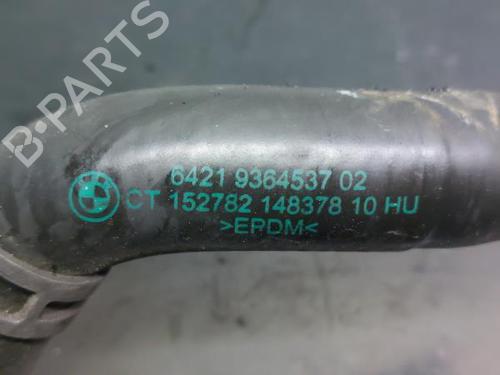 B-PARTS
6421 9364537 02
CT 152782 148378 10 HU
>EPDM<